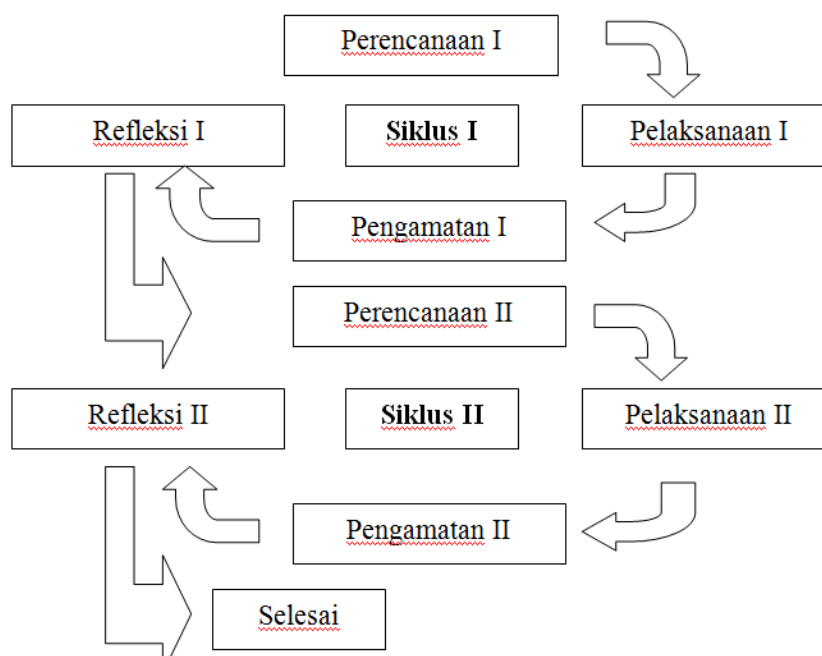 Perencanaan I
Refleksi I
Siklus I
Pelaksanaan I
Pengamatan I
Perencanaan II
Refleksi II
Siklus II
Pelaksanaan II
Pengamatan II
Selesai